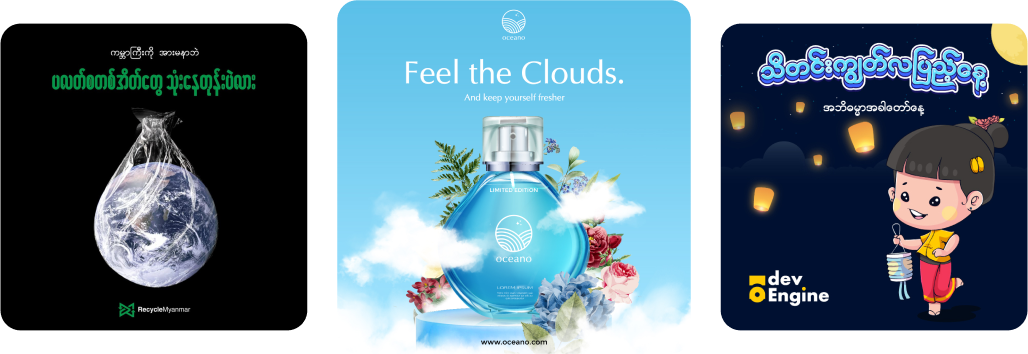 ကမ္ဘာကြီးကို အားမနာဘဲ
ပလတ်စတစ်အိတ်တွေ သုံးနေတုန်းပဲလား
RecycleMyanmar
oceano
Feel the Clouds.
And keep yourself fresher
LIMITED EDITION
oceano
www.oceano.com
သီတင်းကျွတ်လပြည့်နေ့
အဘိဓမ္မာအခါတော်နေ့
dev
Engine